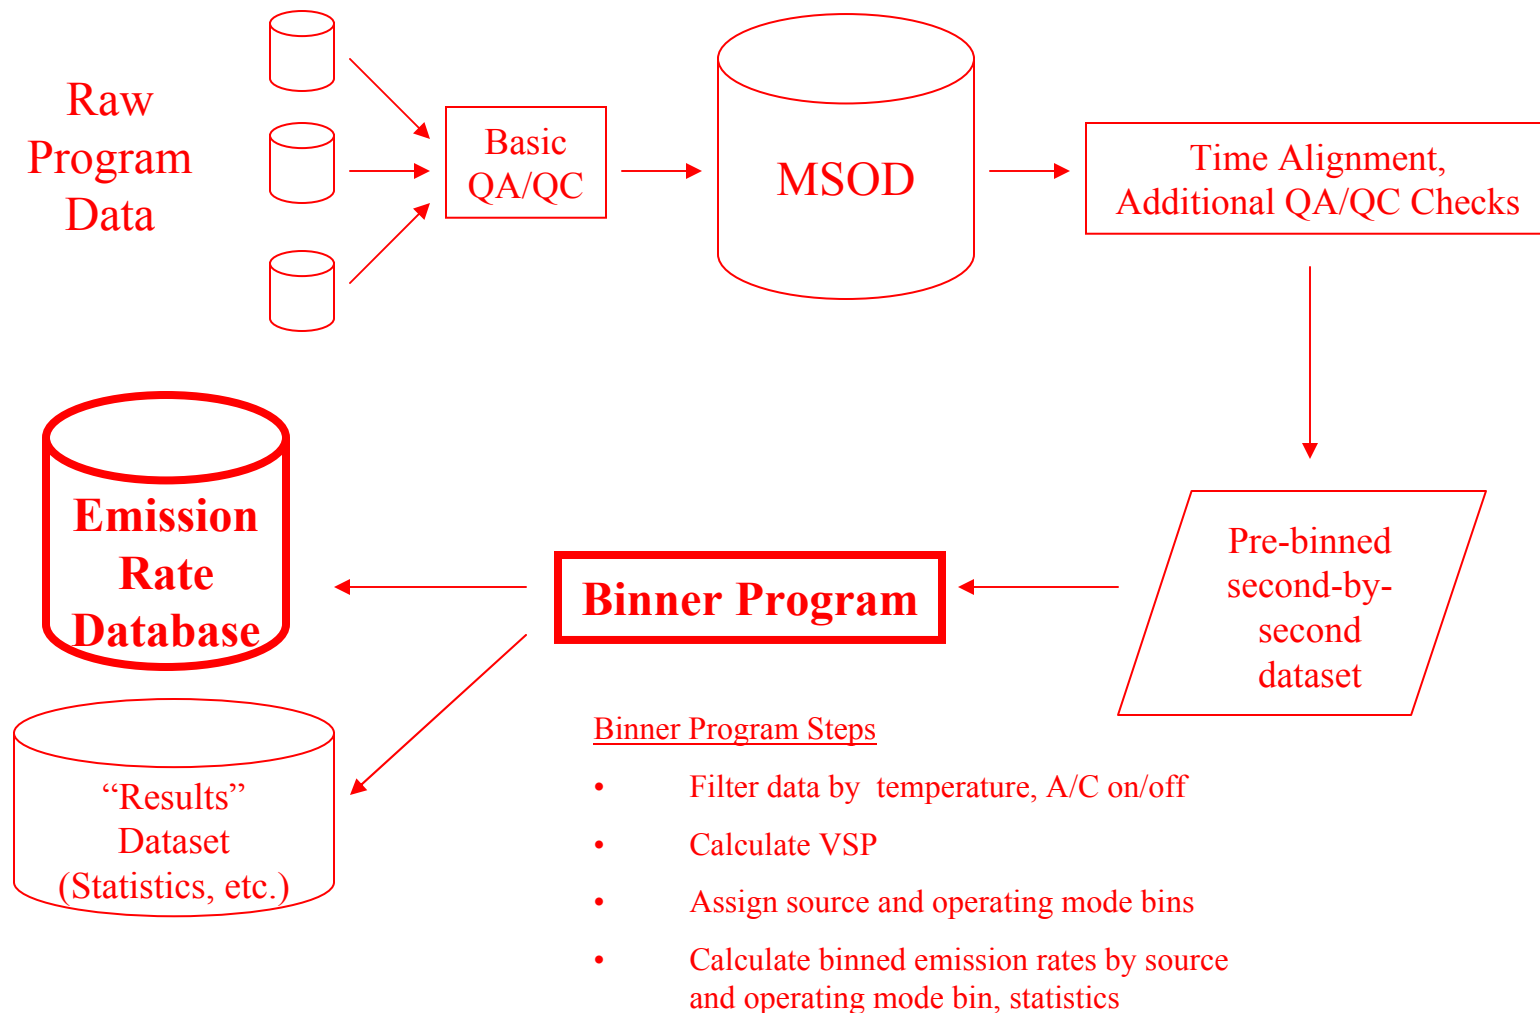 Raw
Program
Data
Basic
QA/QC
MSOD
Time Alignment,
Additional QA/QC Checks
Pre-binned
second-by-
second
dataset
Binner Program
Emission
Rate
Database
“Results”
Dataset
(Statistics, etc.)
Binner Program Steps
• Filter data by temperature, A/C on/off
• Calculate VSP
• Assign source and operating mode bins
• Calculate binned emission rates by source
and operating mode bin, statistics